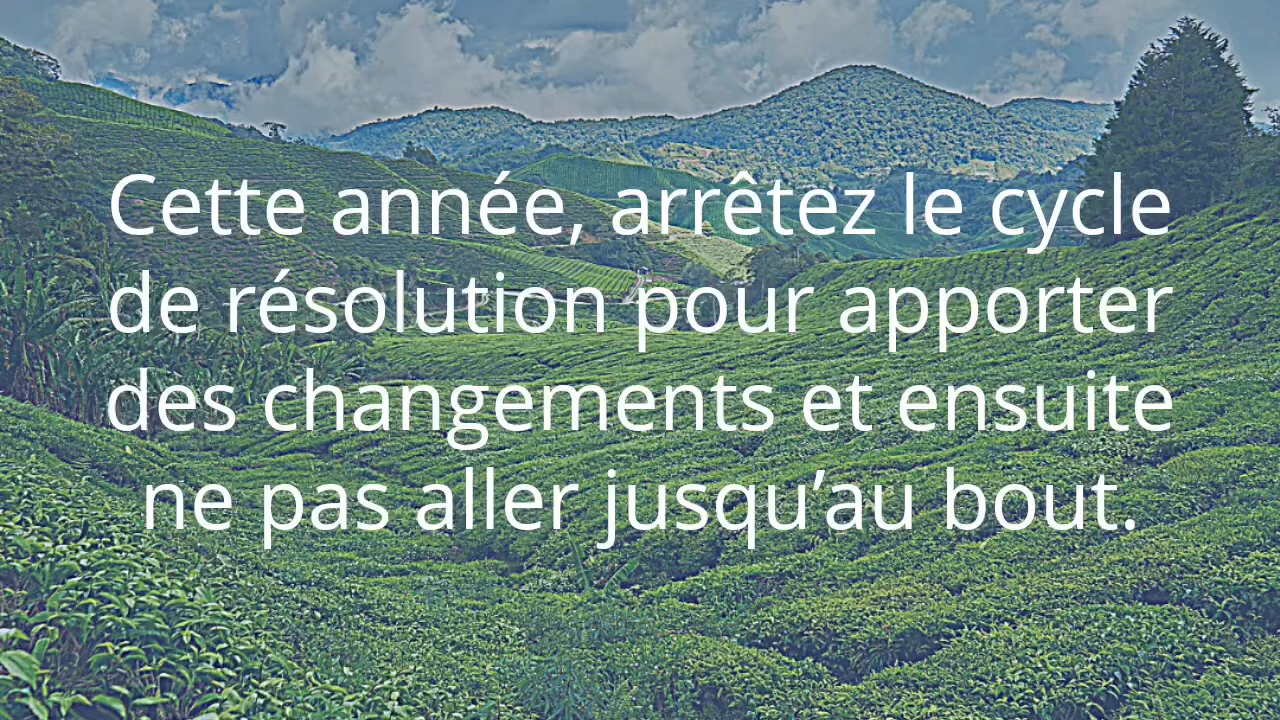 Cette année, arrêtez le cycle
de résolution pour apporter
des changements et ensuite
ne pas aller jusqu’au bout.